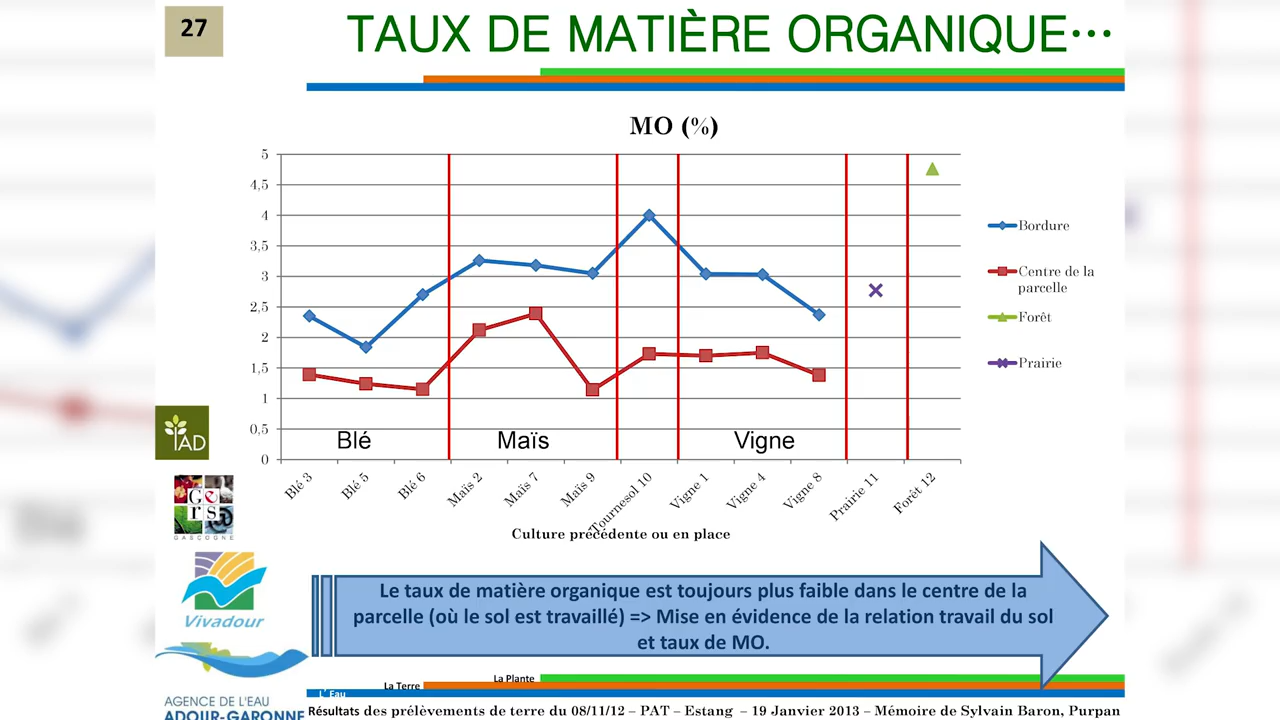 27
TAUX DE MATIÈRE ORGANIQUE…
MO (%)
5
4,5
4
3,5
3
2,5
2
1,5
1
0,5
0
Bordure
Centre de la
parcelle
Forêt
Prairie
Blé
Maïs
Vigne
Blé 3
Blé 5
Blé 6
Maïs 2
Maïs 7
Maïs 9
Tournesol 10
Vigne 1
Vigne 4
Vigne 8
Prairie 11
Forêt 12
Culture précédente ou en place
IAD
Gers
GASCOGNE
Vivadour
AGENCE DE L'EAU
ADOUR-GARONNE
Le taux de matière organique est toujours plus faible dans le centre de la
parcelle (où le sol est travaillé) => Mise en évidence de la relation travail du sol
et taux de MO.
La Plante
La Terre
L' Eau
Résultats des prélèvements de terre du 08/11/12 – PAT – Estang – 19 Janvier 2013 – Mémoire de Sylvain Baron, Purpan